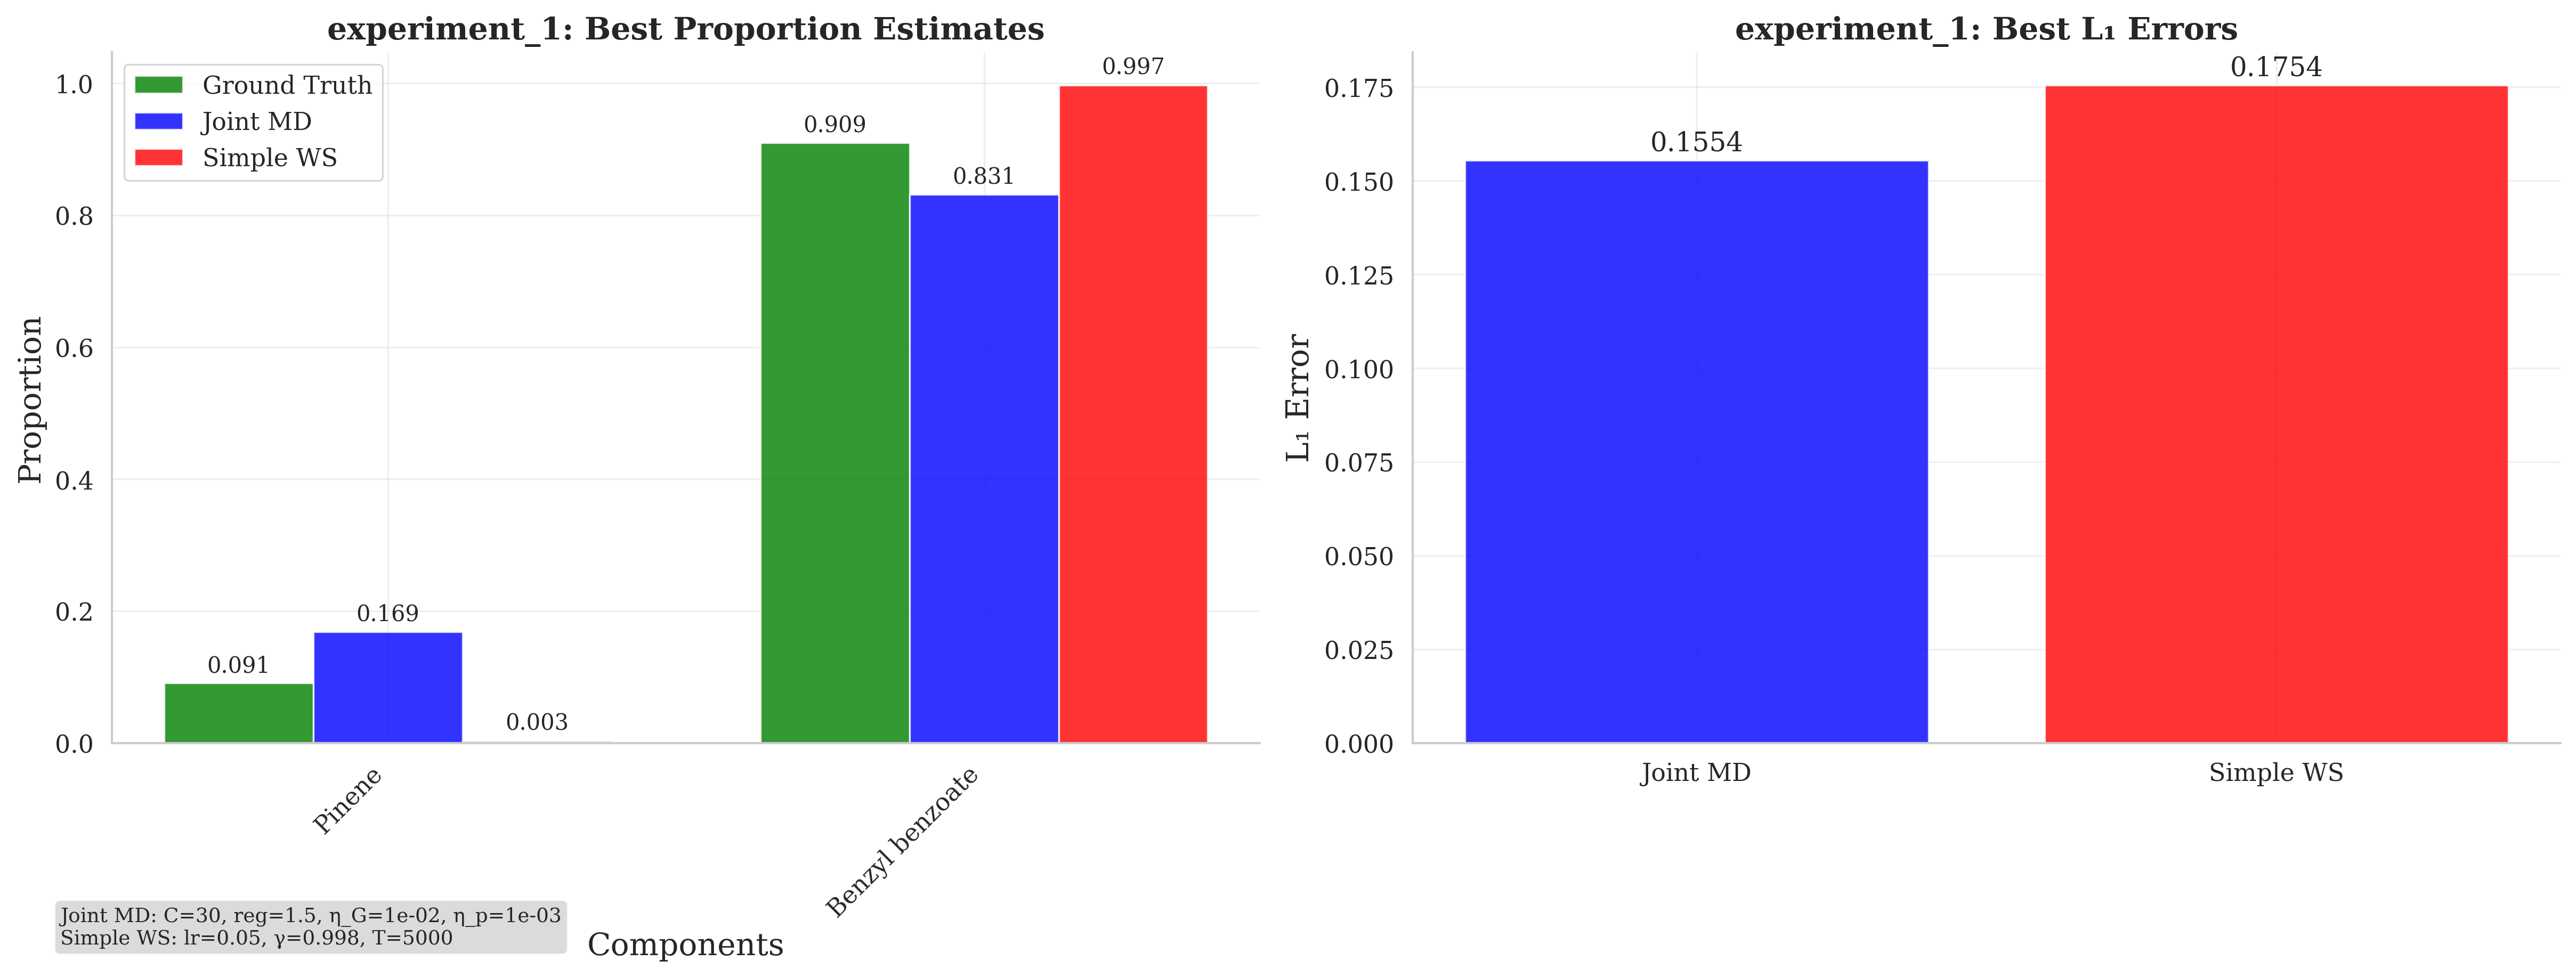 experiment_1: Best Proportion Estimates
Proportion
1.0
0.8
0.6
0.4
0.2
0.0
Ground Truth
Joint MD
Simple WS
0.091
0.169
0.003
0.909
0.831
0.997
Pinene
Benzyl benzoate
Components
Joint MD: C=30, reg=1.5, η_G=1e-02, η_p=1e-03
Simple WS: lr=0.05, γ=0.998, T=5000
experiment_1: Best L₁ Errors
L₁ Error
0.175
0.150
0.125
0.100
0.075
0.050
0.025
0.000
0.1554
0.1754
Joint MD
Simple WS